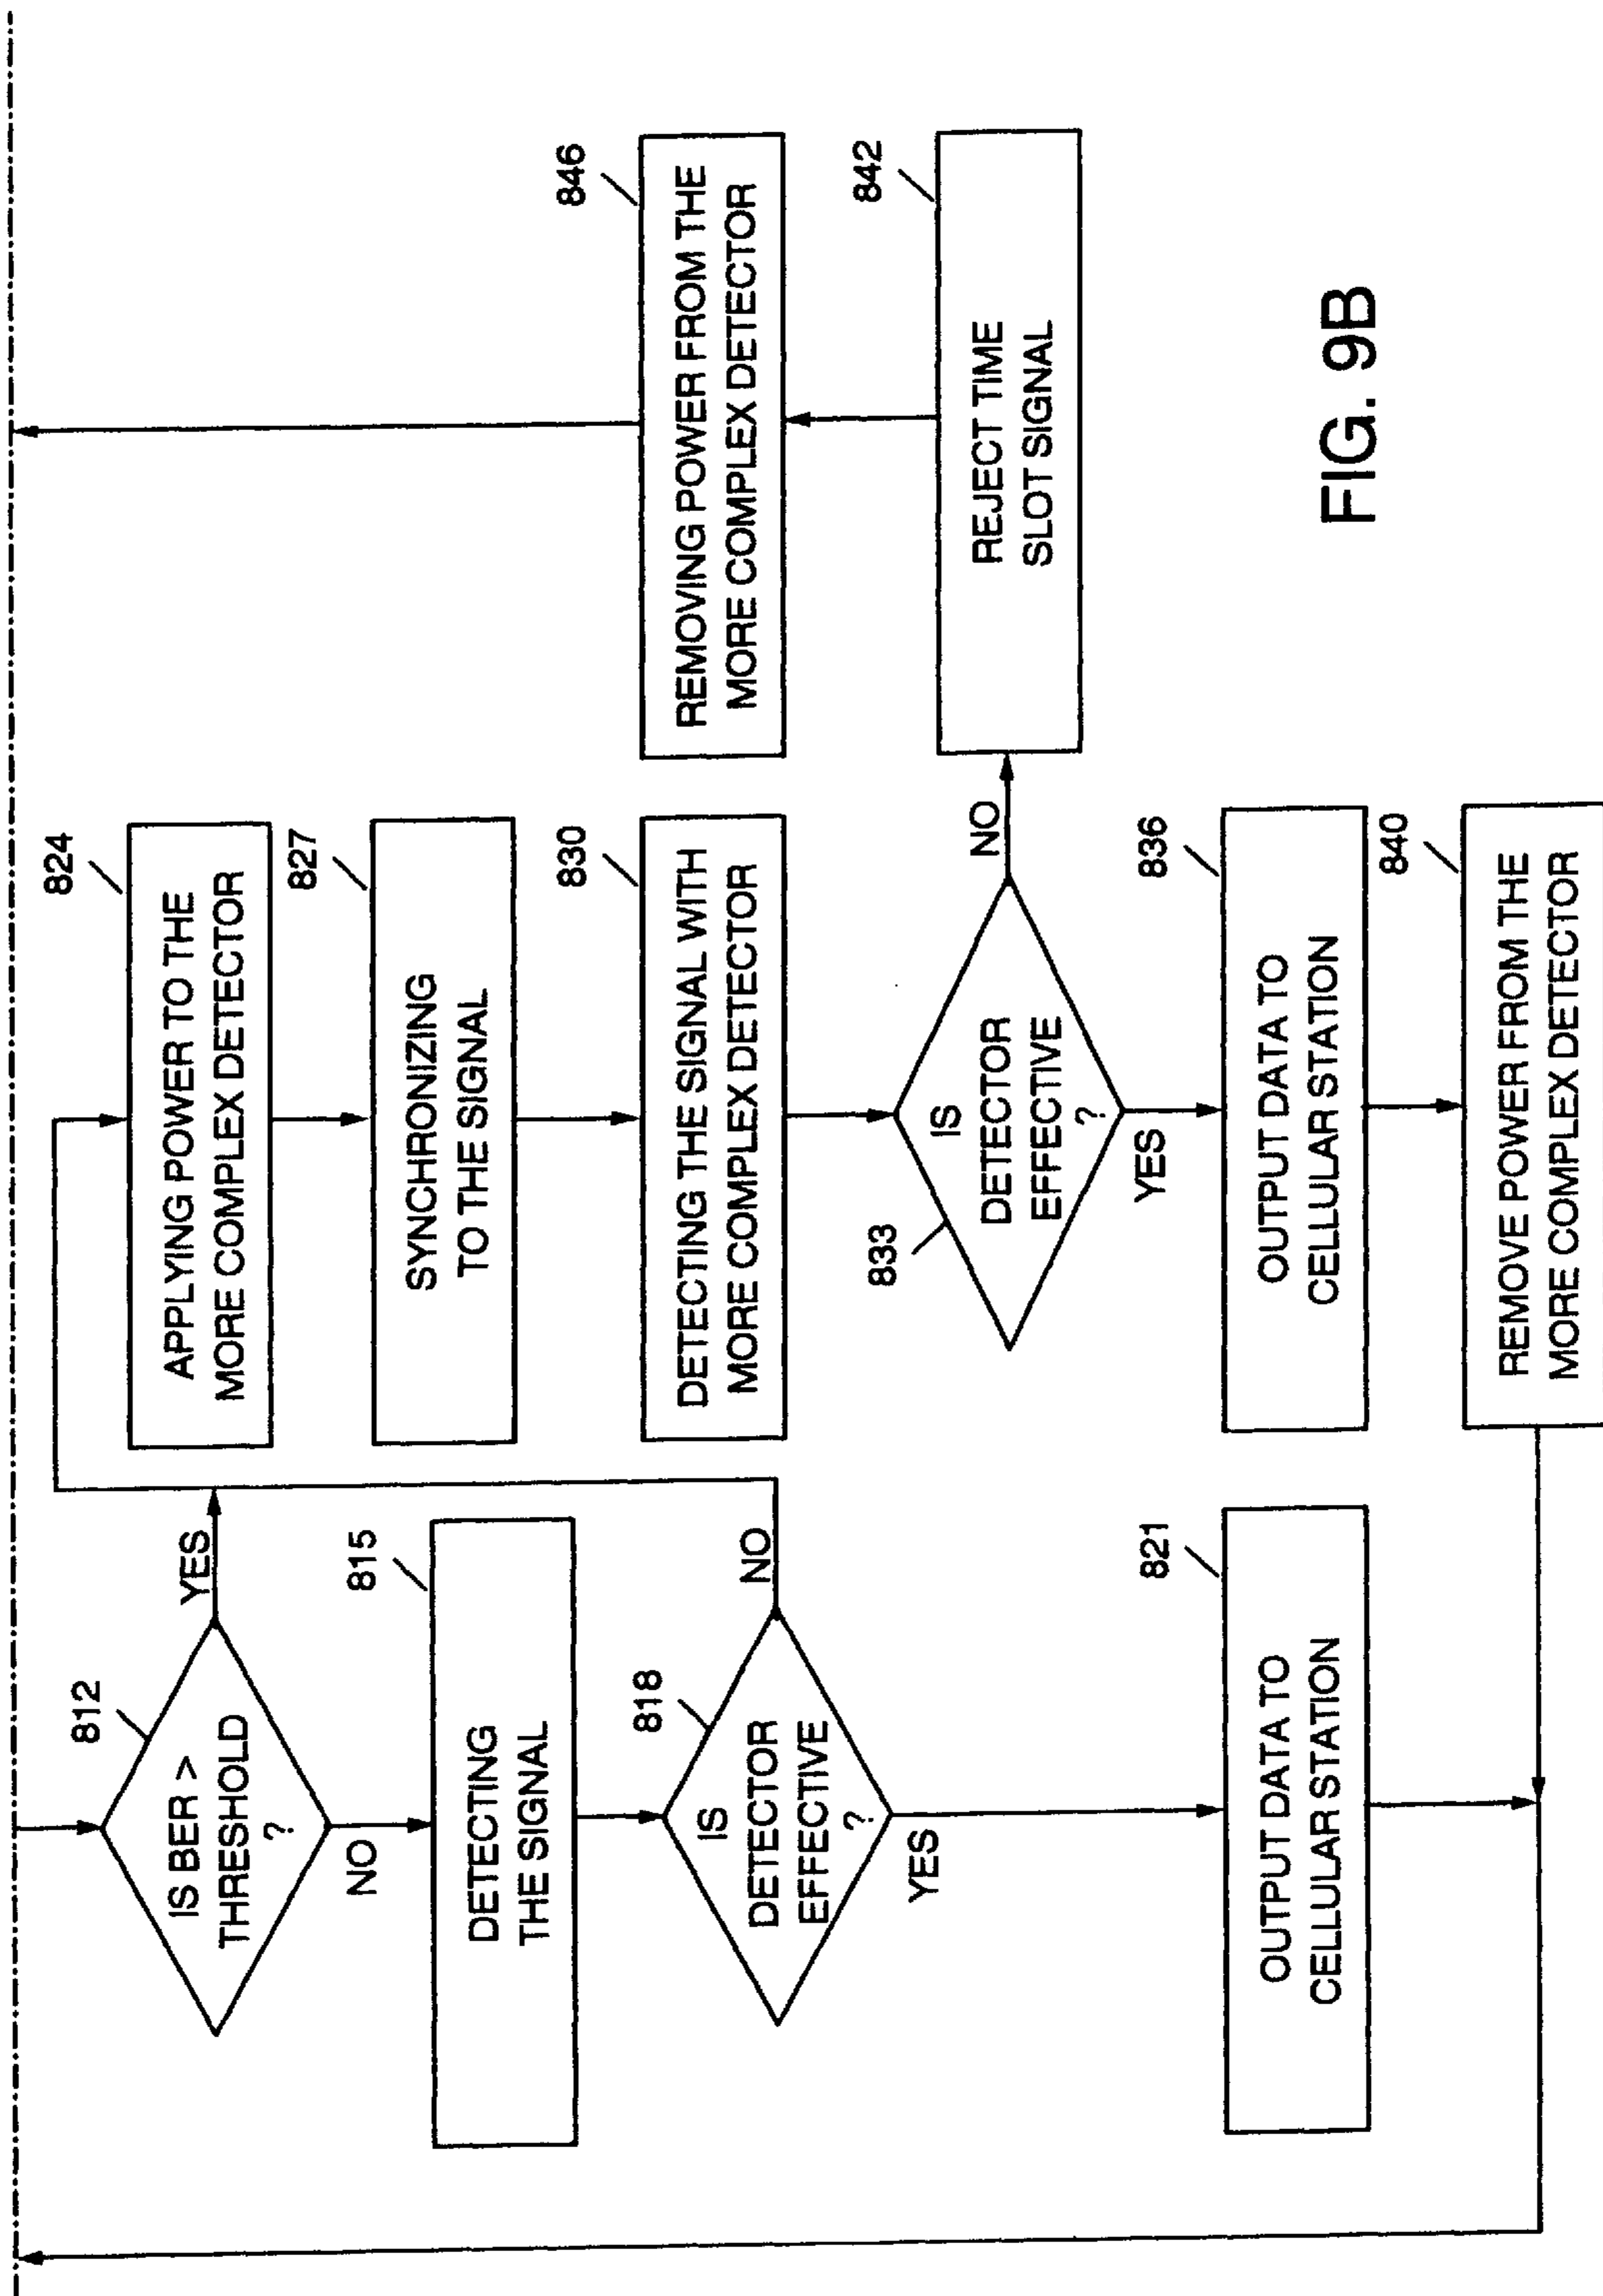 812
IS BER >
THRESHOLD
?
YES
NO
815
DETECTING
THE SIGNAL
818
IS
DETECTOR
EFFECTIVE
?
NO
YES
821
OUTPUT DATA TO
CELLULAR STATION
824
APPLYING POWER TO THE
MORE COMPLEX DETECTOR
827
SYNCHRONIZING
TO THE SIGNAL
830
DETECTING THE SIGNAL WITH
MORE COMPLEX DETECTOR
833
IS
DETECTOR
EFFECTIVE
?
NO
YES
836
OUTPUT DATA TO
CELLULAR STATION
840
REMOVE POWER FROM THE
MORE COMPLEX DETECTOR
846
REMOVING POWER FROM THE
MORE COMPLEX DETECTOR
842
REJECT TIME
SLOT SIGNAL
FIG. 9B